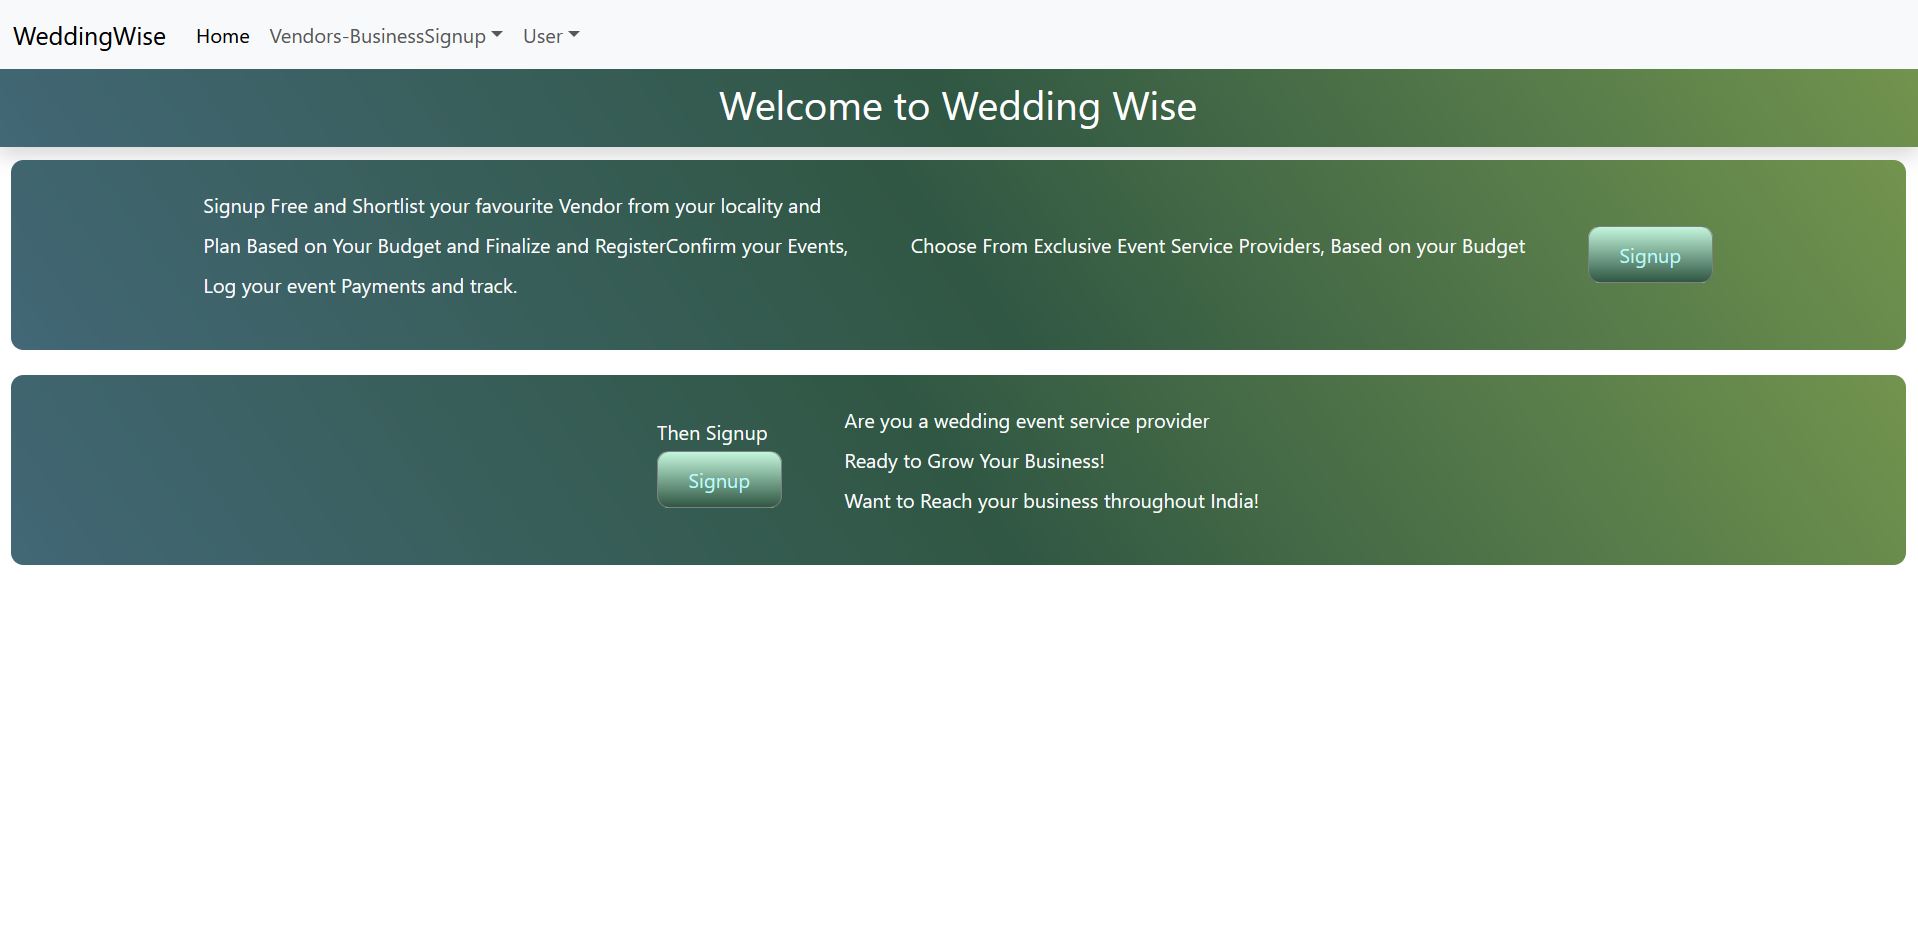 WeddingWise Home Vendors-BusinessSignup User
Welcome to Wedding Wise
Signup Free and Shortlist your favourite Vendor from your locality and
Plan Based on Your Budget and Finalize and RegisterConfirm your Events,
Log your event Payments and track.
Choose From Exclusive Event Service Providers, Based on your Budget
Signup
Then Signup
Signup
Are you a wedding event service provider
Ready to Grow Your Business!
Want to Reach your business throughout India!